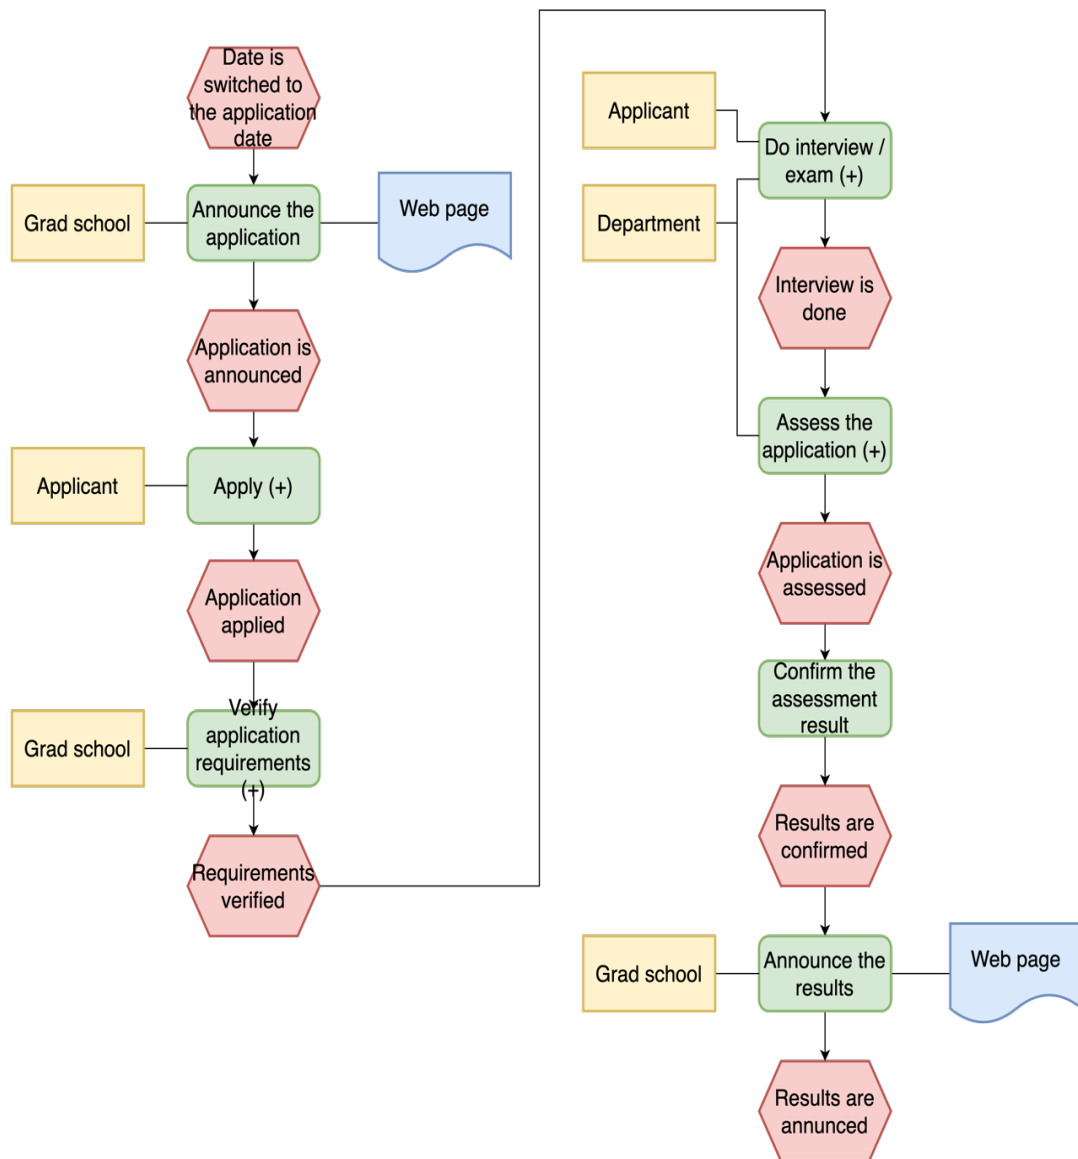 Date is
switched to
the application
date
Grad school
Announce the
application
Web page
Application is
announced
Applicant
Apply (+)
Application
applied
Grad school
Verify
application
requirements
(+)
Requirements
verified
Applicant
Do interview /
exam (+)
Department
Interview is
done
Assess the
application (+)
Application is
assessed
Confirm the
assessment
result
Results are
confirmed
Grad school
Announce the
results
Web page
Results are
annunced